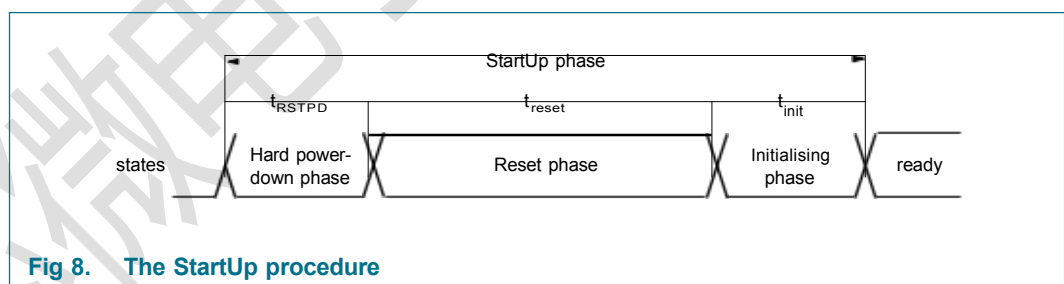 StartUp phase
tRSTPD treset tinit
states Hard power-down phase Reset phase Initialising phase ready
Fig 8. The StartUp procedure